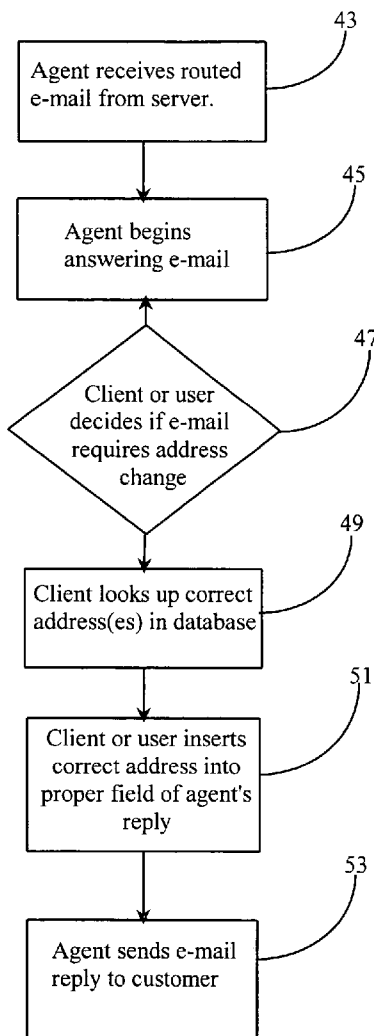 43
Agent receives routed
e-mail from server.
45
Agent begins
answering e-mail
47
Client or user
decides if e-mail
requires address
change
49
Client looks up correct
address(es) in database
51
Client or user inserts
correct address into
proper field of agent's
reply
53
Agent sends e-mail
reply to customer